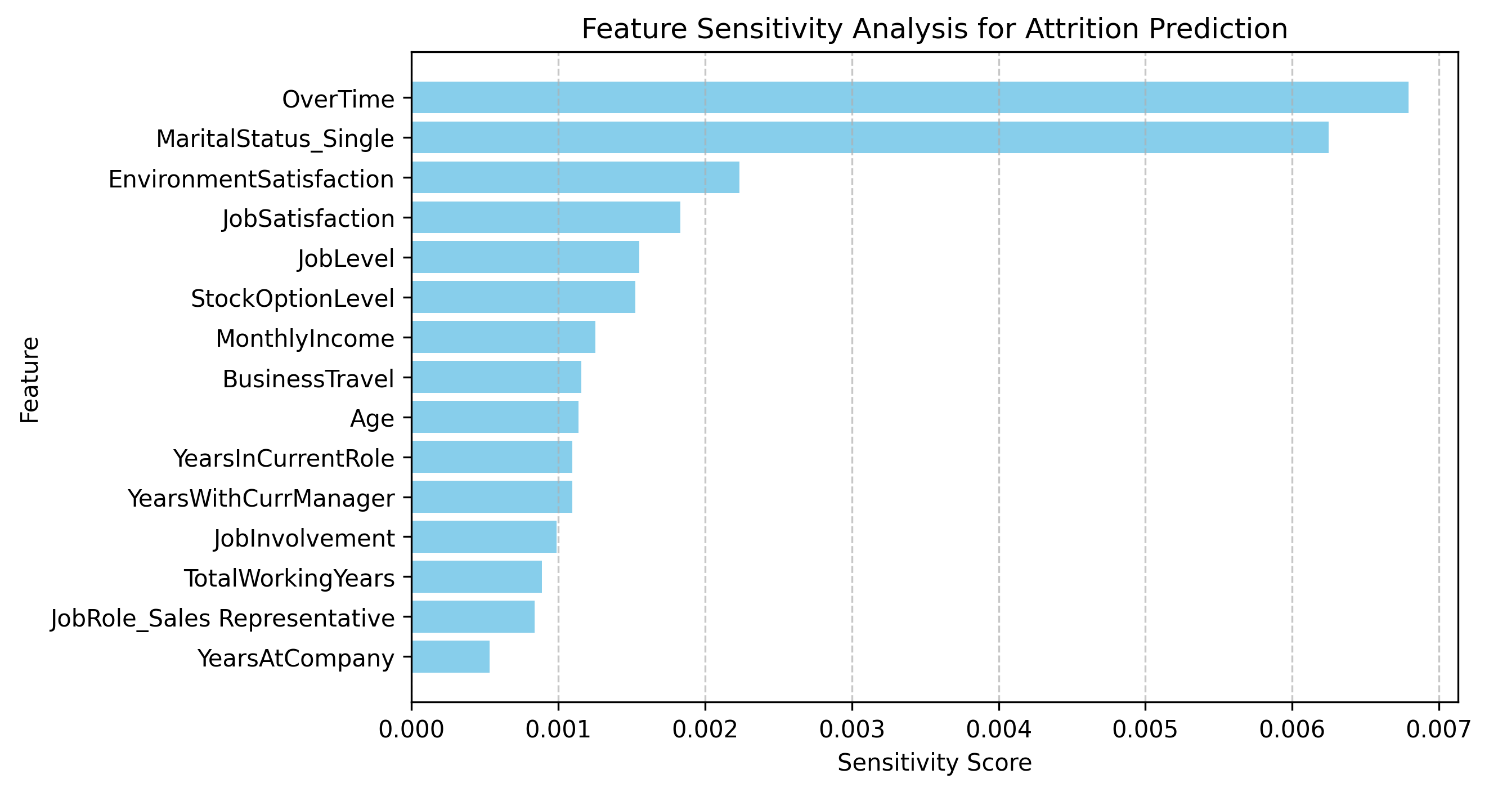 Feature Sensitivity Analysis for Attrition Prediction
OverTime
MaritalStatus_Single
EnvironmentSatisfaction
JobSatisfaction
JobLevel
StockOptionLevel
MonthlyIncome
BusinessTravel
Age
YearsInCurrentRole
YearsWithCurrManager
JobInvolvement
TotalWorkingYears
JobRole_Sales Representative
YearsAtCompany
Feature
0.000 0.001 0.002 0.003 0.004 0.005 0.006 0.007
Sensitivity Score